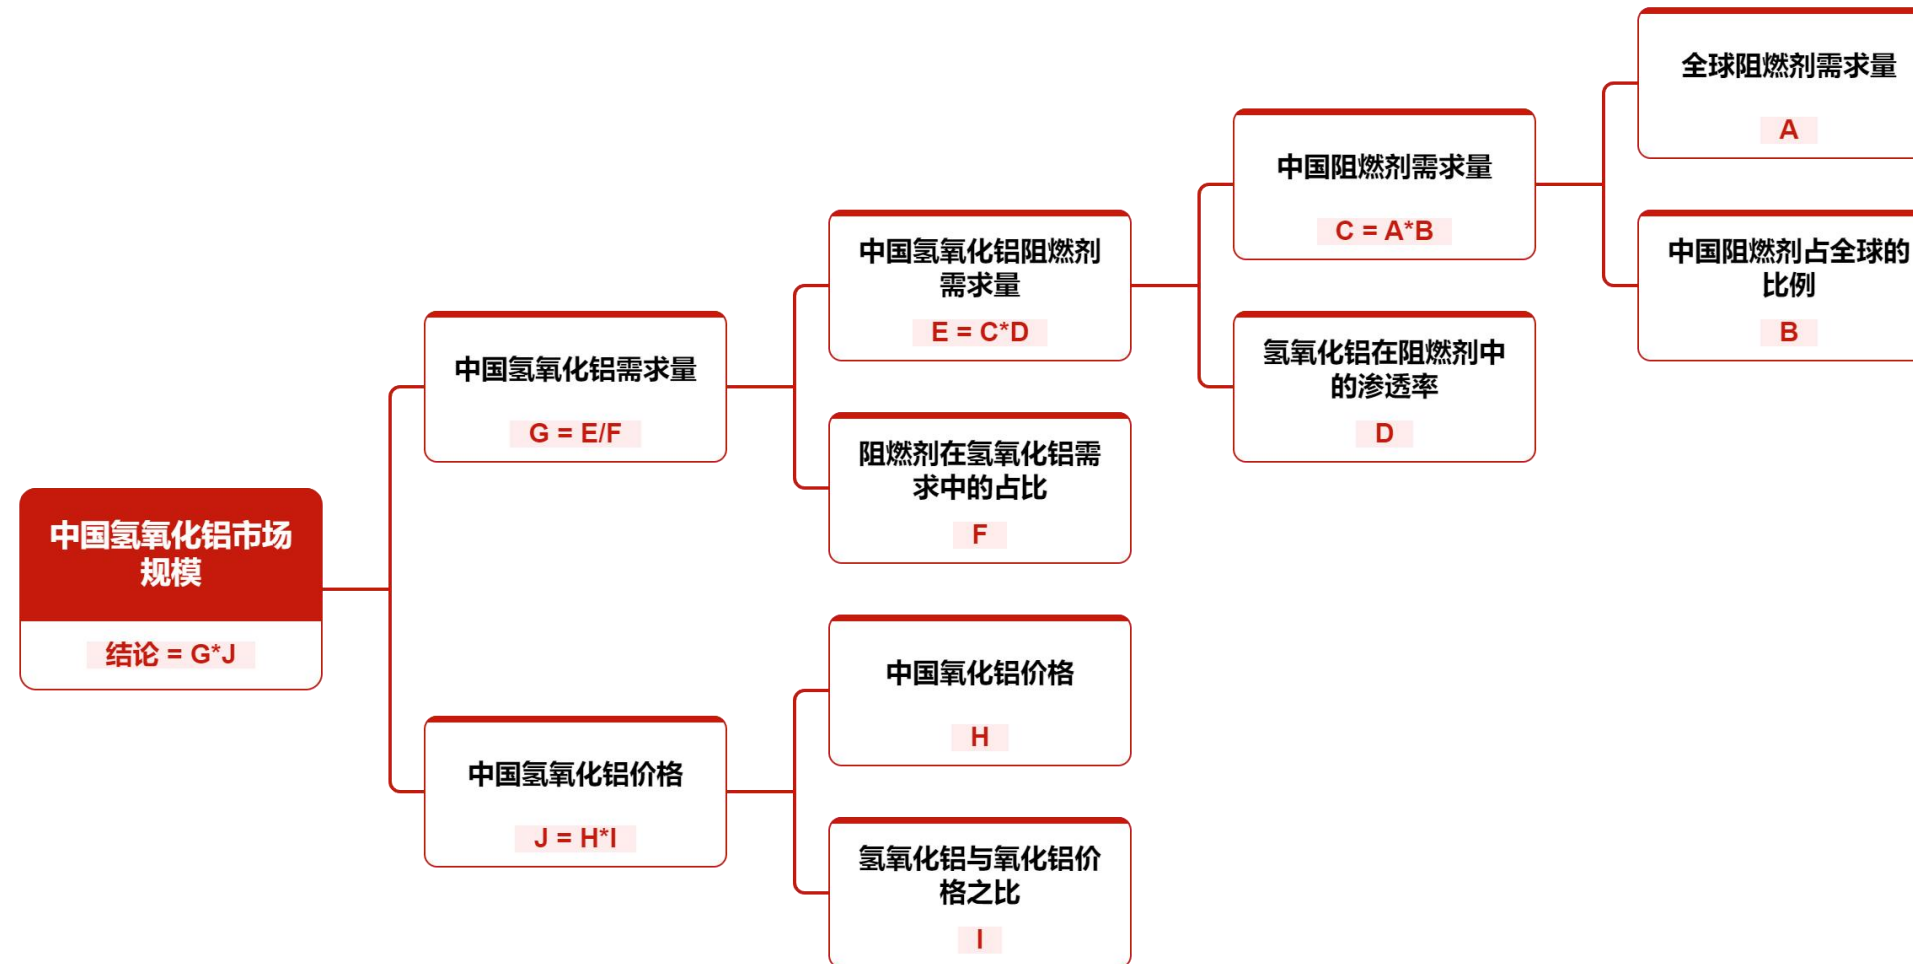 中国氢氧化铝市场
规模
结论 = G*J
中国氢氧化铝需求量
G = E/F
中国氢氧化铝价格
J = H*I
中国氢氧化铝阻燃剂
需求量
E = C*D
阻燃剂在氢氧化铝需
求中的占比
F
中国氧化铝价格
H
氢氧化铝与氧化铝价
格之比
I
中国阻燃剂需求量
C = A*B
氢氧化铝在阻燃剂中
的渗透率
D
全球阻燃剂需求量
A
中国阻燃剂占全球的
比例
B